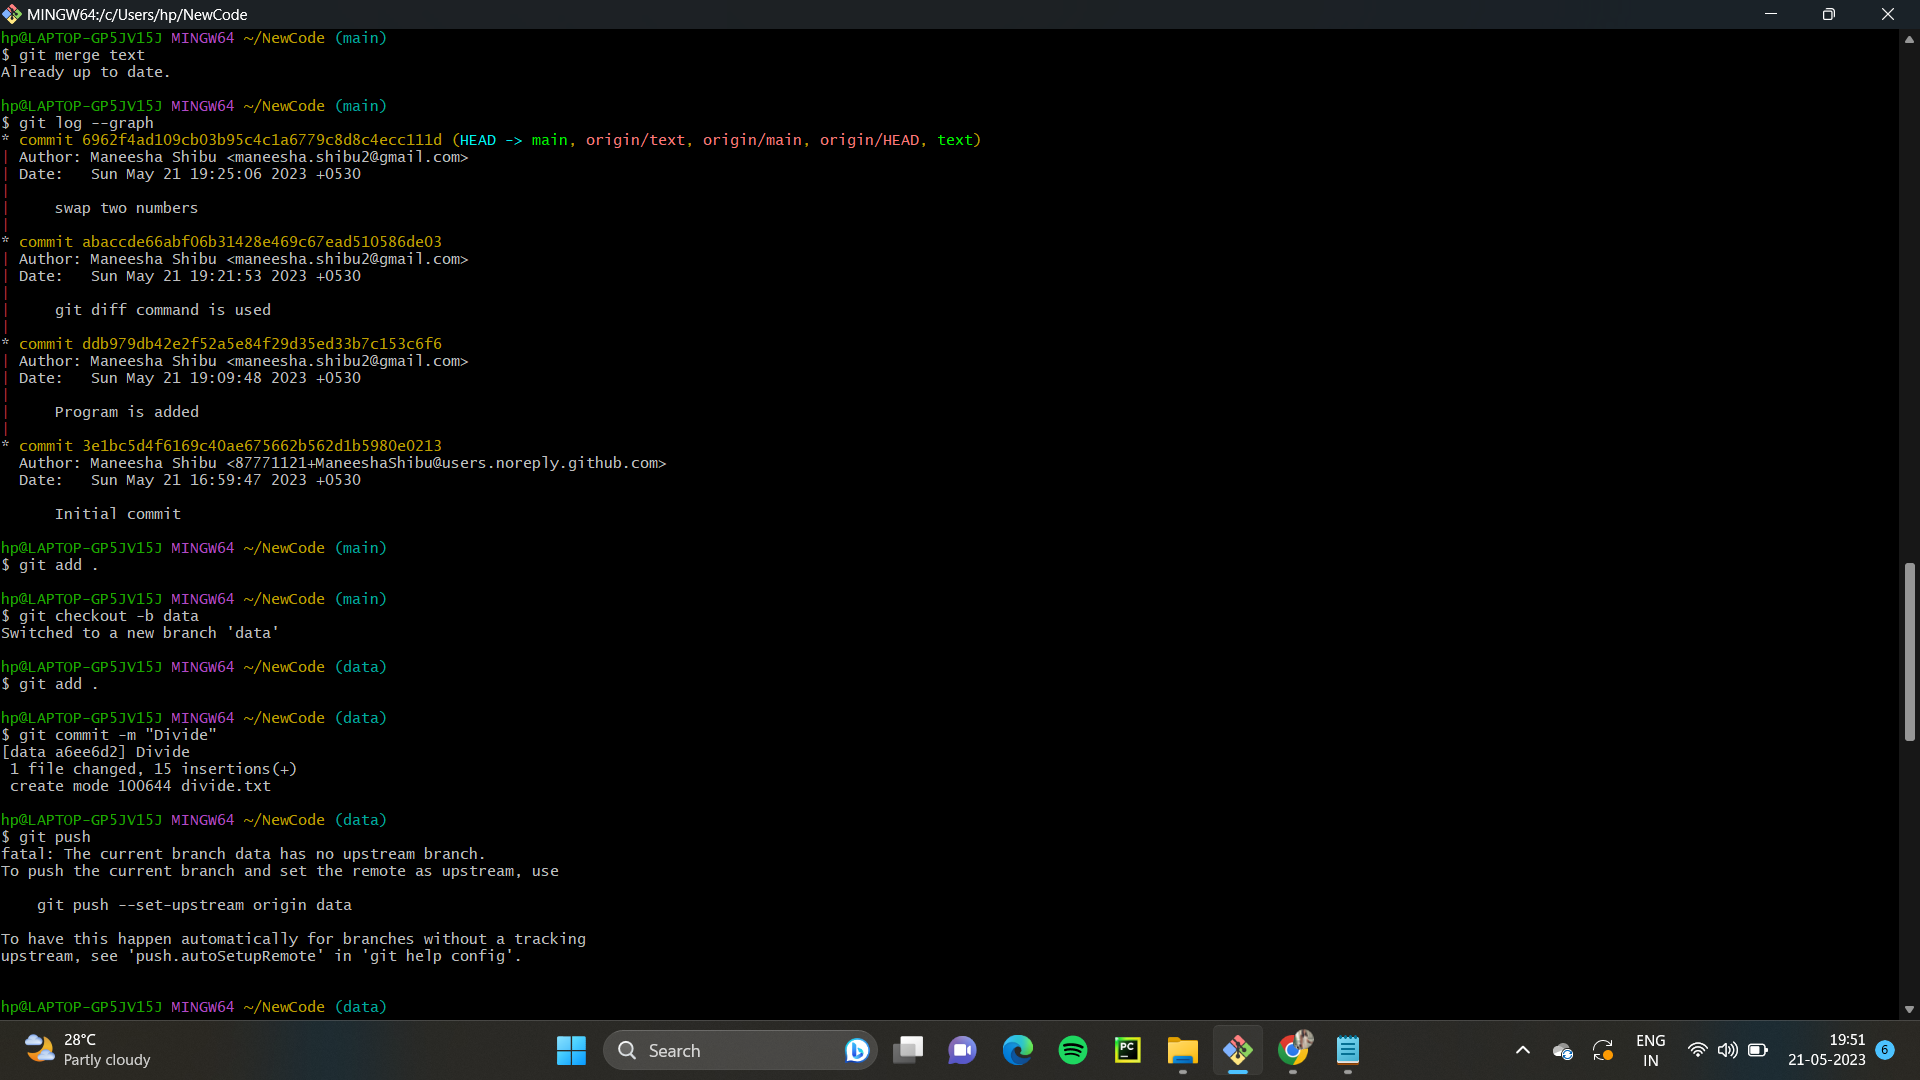 MINGW64:/c/Users/hp/NewCode
hp@LAPTOP-GP5JV15J MINGW64 ~/NewCode (main)
$ git merge text
Already up to date.
hp@LAPTOP-GP5JV15J MINGW64 ~/NewCode (main)
$ git log --graph
* commit 6962f4ad109cb03b95c4c1a6779c8d8c4ecc111d (HEAD -> main, origin/text, origin/main, origin/HEAD, text)
| Author: Maneesha Shibu <maneesha.shibu2@gmail.com>
| Date:   Sun May 21 19:25:06 2023 +0530
|
|     swap two numbers
|
* commit abaccde66abf06b31428e469c67ead510586de03
| Author: Maneesha Shibu <maneesha.shibu2@gmail.com>
| Date:   Sun May 21 19:21:53 2023 +0530
|
|     git diff command is used
|
* commit ddb979db42e2f52a5e84f29d35ed33b7c153c6f6
| Author: Maneesha Shibu <maneesha.shibu2@gmail.com>
| Date:   Sun May 21 19:09:48 2023 +0530
|
|     Program is added
|
* commit 3e1bc5d4f6169c40ae675662b562d1b5980e0213
  Author: Maneesha Shibu <87771121+ManeeshaShibu@users.noreply.github.com>
  Date:   Sun May 21 16:59:47 2023 +0530
      Initial commit
hp@LAPTOP-GP5JV15J MINGW64 ~/NewCode (main)
$ git add .
hp@LAPTOP-GP5JV15J MINGW64 ~/NewCode (main)
$ git checkout -b data
Switched to a new branch 'data'
hp@LAPTOP-GP5JV15J MINGW64 ~/NewCode (data)
$ git add .
hp@LAPTOP-GP5JV15J MINGW64 ~/NewCode (data)
$ git commit -m "Divide"
[data a6ee6d2] Divide
 1 file changed, 15 insertions(+)
 create mode 100644 divide.txt
hp@LAPTOP-GP5JV15J MINGW64 ~/NewCode (data)
$ git push
fatal: The current branch data has no upstream branch.
To push the current branch and set the remote as upstream, use
    git push --set-upstream origin data
To have this happen automatically for branches without a tracking
upstream, see 'push.autoSetupRemote' in 'git help config'.
hp@LAPTOP-GP5JV15J MINGW64 ~/NewCode (data)
28°C
Partly cloudy
Search
PC
ENG
IN
19:51
21-05-2023
6